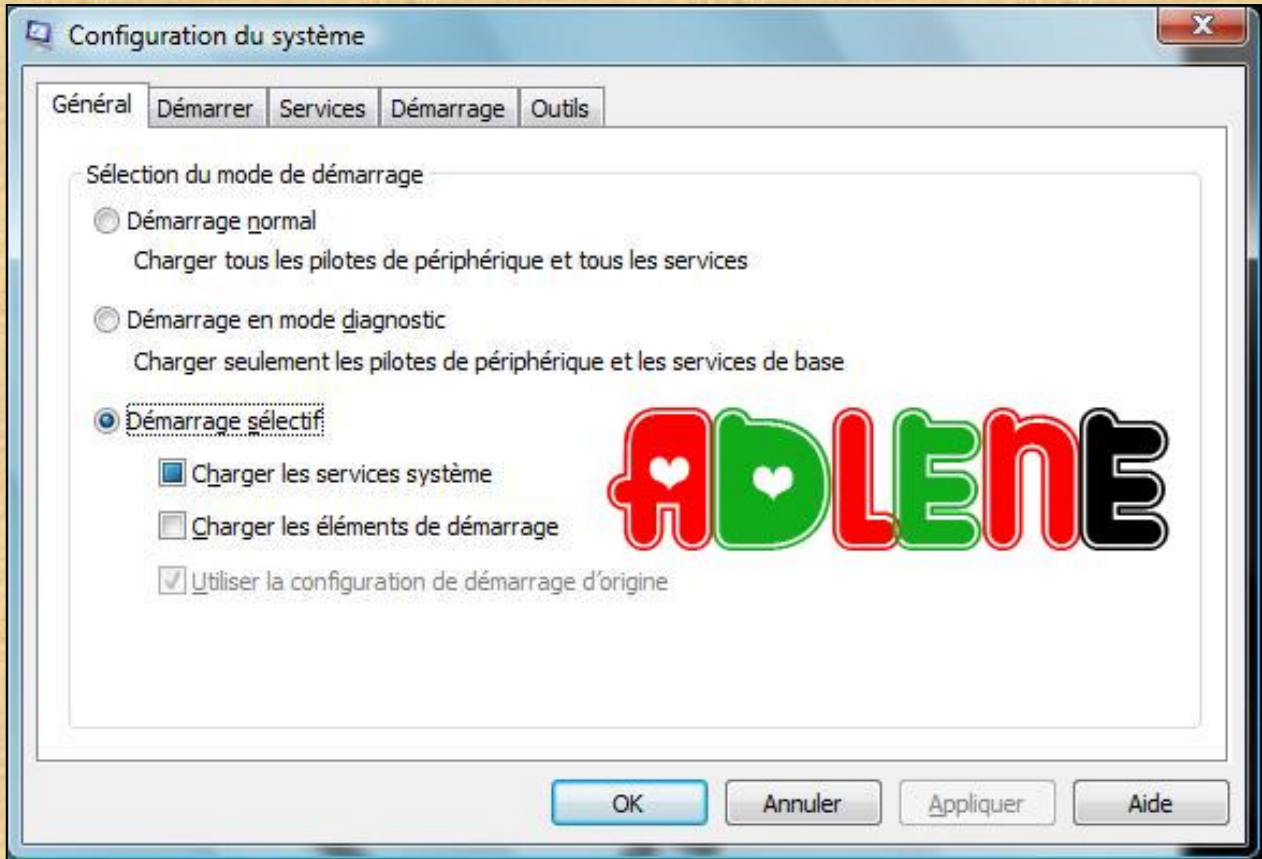 Configuration du système
X
Général Démarrer Services Démarrage Outils
Sélection du mode de démarrage
Démarrage normal
Charger tous les pilotes de périphérique et tous les services
Démarrage en mode diagnostic
Charger seulement les pilotes de périphérique et les services de base
Démarrage sélectif
Charger les services système
Charger les éléments de démarrage
Utiliser la configuration de démarrage d'origine
ADLENE
OK Annuler Appliquer Aide